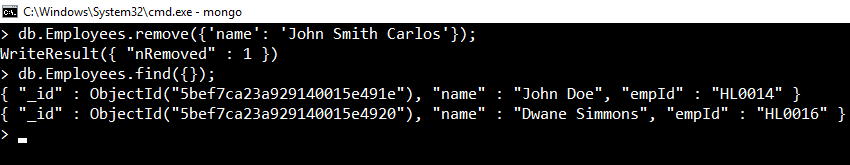 C:\Windows\System32\cmd.exe - mongo
> db.Employees.remove({'name': 'John Smith Carlos'});
WriteResult({ "nRemoved" : 1 })
> db.Employees.find({});
{ "_id" : ObjectId("5bef7ca23a929140015e491e"), "name" : "John Doe", "empId" : "HL0014" }
{ "_id" : ObjectId("5bef7ca23a929140015e4920"), "name" : "Dwane Simmons", "empId" : "HL0016" }
> _